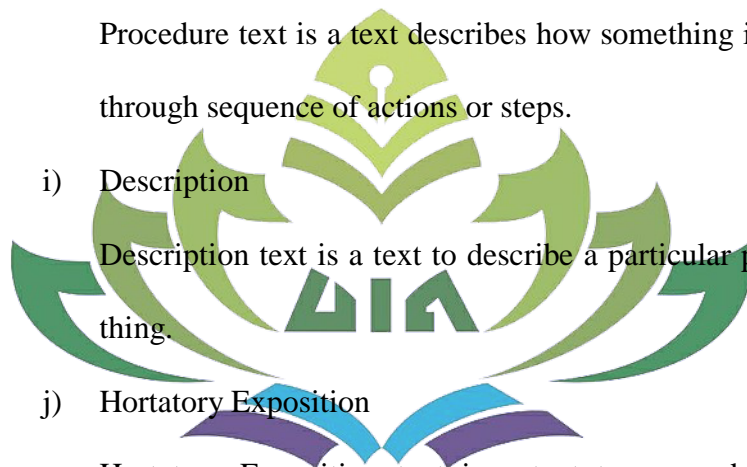 Procedure text is a text describes how something i
through sequence of actions or steps.
i) Description
Description text is a text to describe a particular p
thing.
j) Hortatory Exposition
UIN